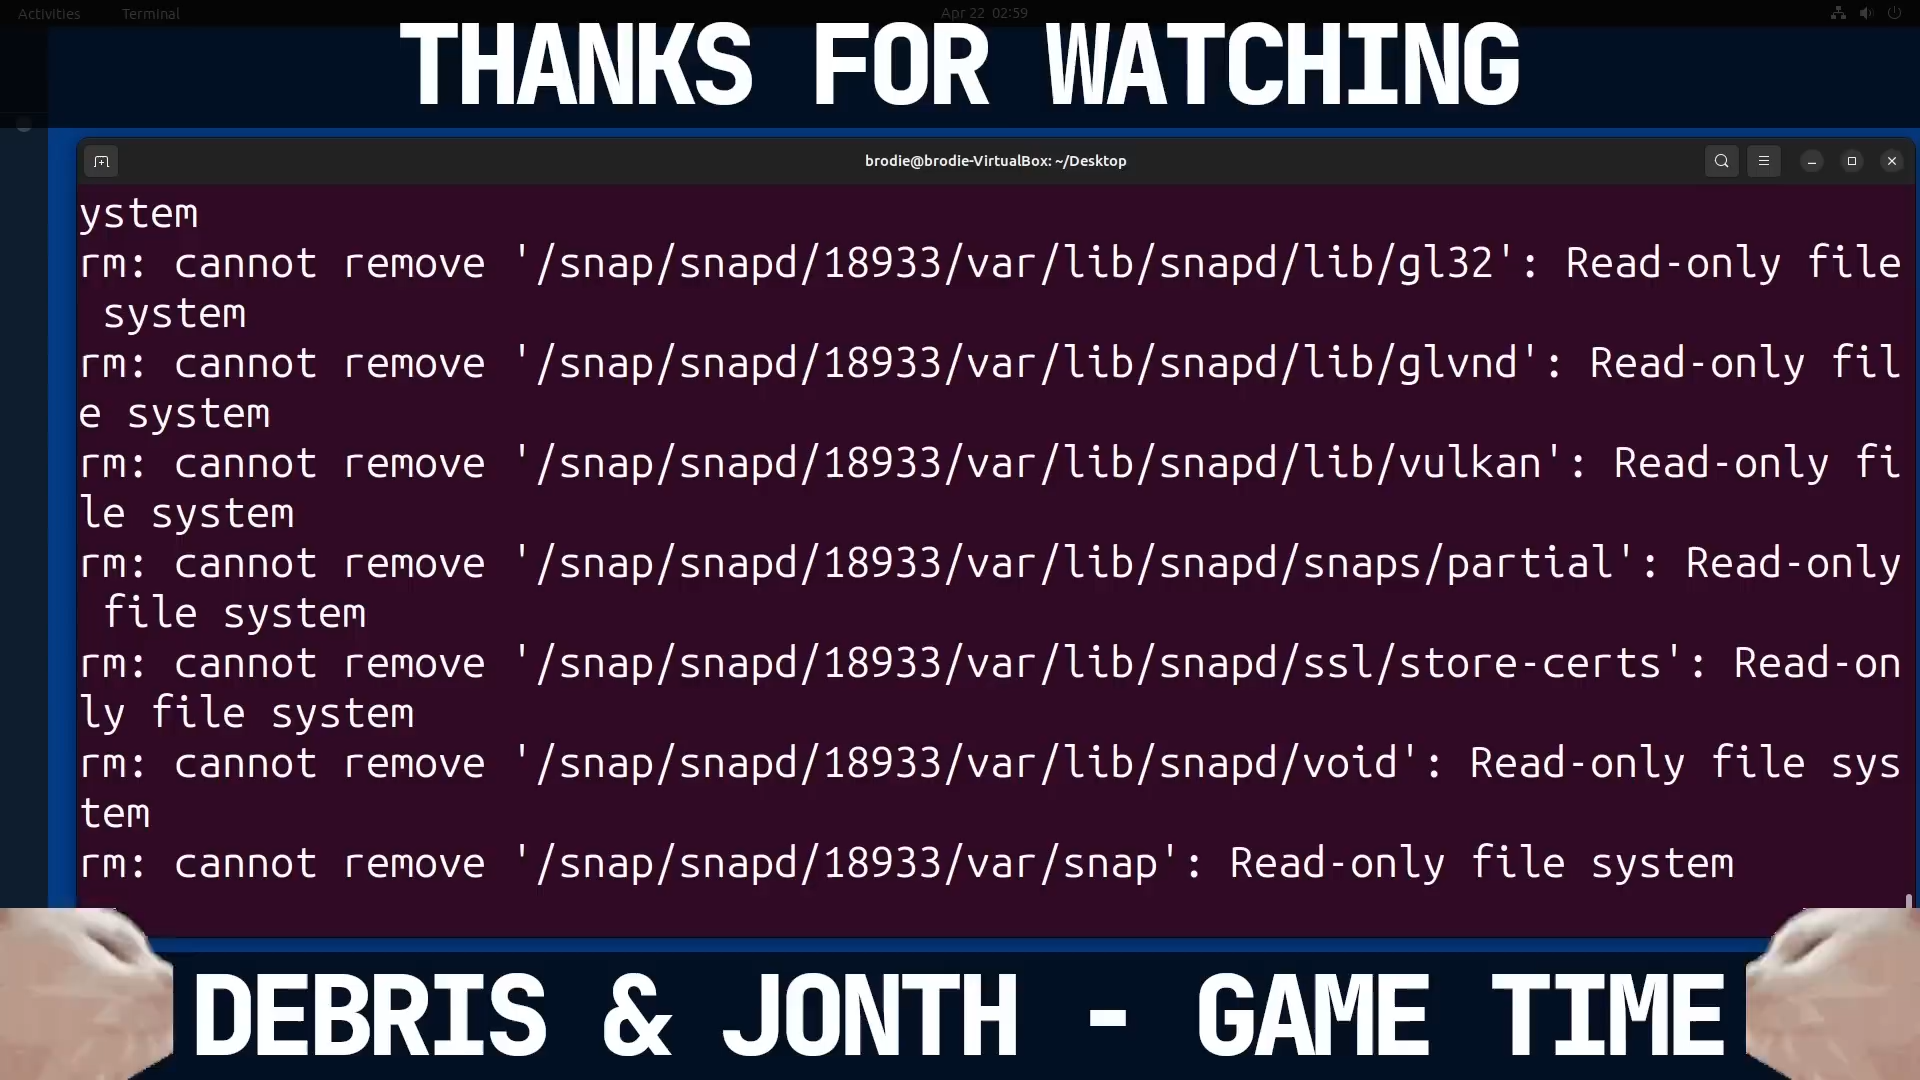 Activities Terminal Apr 22 02:59
THANKS FOR WATCHING
brodie@brodie-VirtualBox: ~/Desktop
ystem
rm: cannot remove '/snap/snapd/18933/var/lib/snapd/lib/gl32': Read-only file
 system
rm: cannot remove '/snap/snapd/18933/var/lib/snapd/lib/glvnd': Read-only fil
e system
rm: cannot remove '/snap/snapd/18933/var/lib/snapd/lib/vulkan': Read-only fi
le system
rm: cannot remove '/snap/snapd/18933/var/lib/snapd/snaps/partial': Read-only
 file system
rm: cannot remove '/snap/snapd/18933/var/lib/snapd/ssl/store-certs': Read-on
ly file system
rm: cannot remove '/snap/snapd/18933/var/lib/snapd/void': Read-only file sys
tem
rm: cannot remove '/snap/snapd/18933/var/snap': Read-only file system
DEBRIS & JONTH - GAME TIME